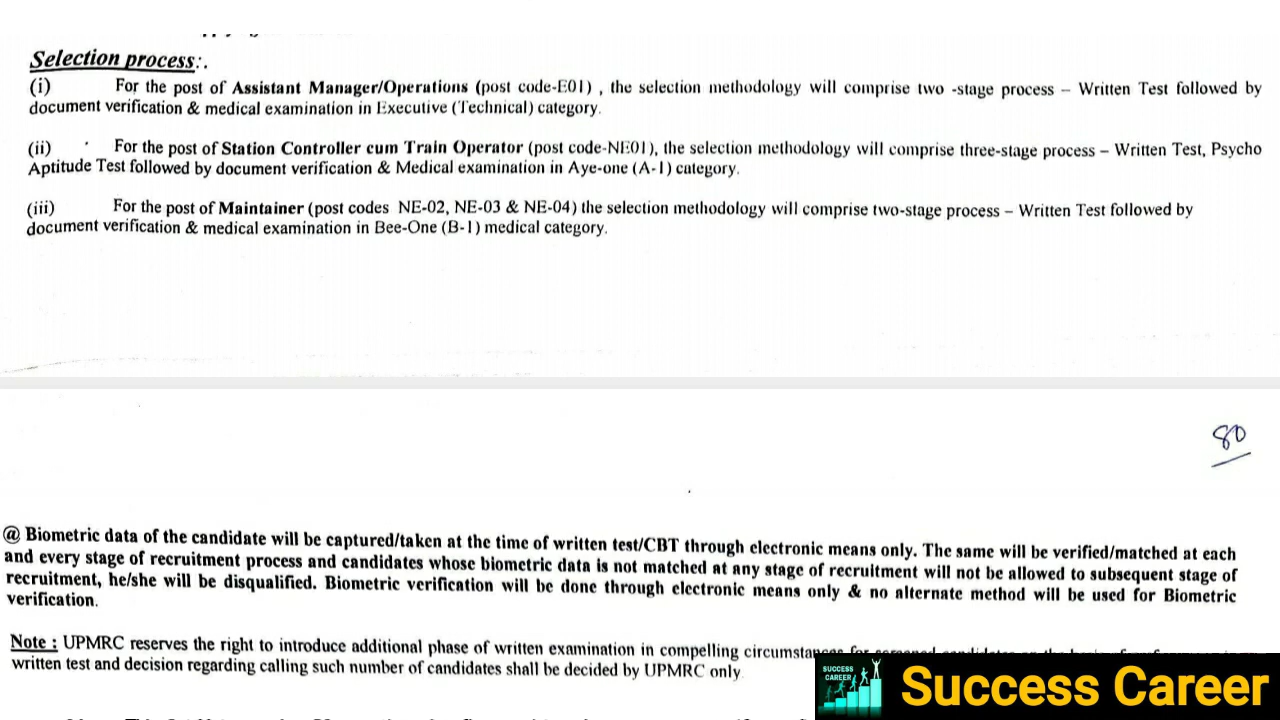 Selection process:.
(i) For the post of Assistant Manager/Operations (post code-E01) , the selection methodology will comprise two -stage process – Written Test followed by
document verification & medical examination in Executive (Technical) category.
(ii) For the post of Station Controller cum Train Operator (post code-NE01), the selection methodology will comprise three-stage process – Written Test, Psycho
Aptitude Test followed by document verification & Medical examination in Aye-one (A-1) category.
(iii) For the post of Maintainer (post codes NE-02, NE-03 & NE-04) the selection methodology will comprise two-stage process – Written Test followed by
document verification & medical examination in Bee-One (B-1) medical category.
80
@ Biometric data of the candidate will be captured/taken at the time of written test/CBT through electronic means only. The same will be verified/matched at each
and every stage of recruitment process and candidates whose biometric data is not matched at any stage of recruitment will not be allowed to subsequent stage of
recruitment, he/she will be disqualified. Biometric verification will be done through electronic means only & no alternate method will be used for Biometric
verification.
Note : UPMRC reserves the right to introduce additional phase of written examination in compelling circumstances for
written test and decision regarding calling such number of candidates shall be decided by UPMRC only
SUCCESS
CAREER
Success Career